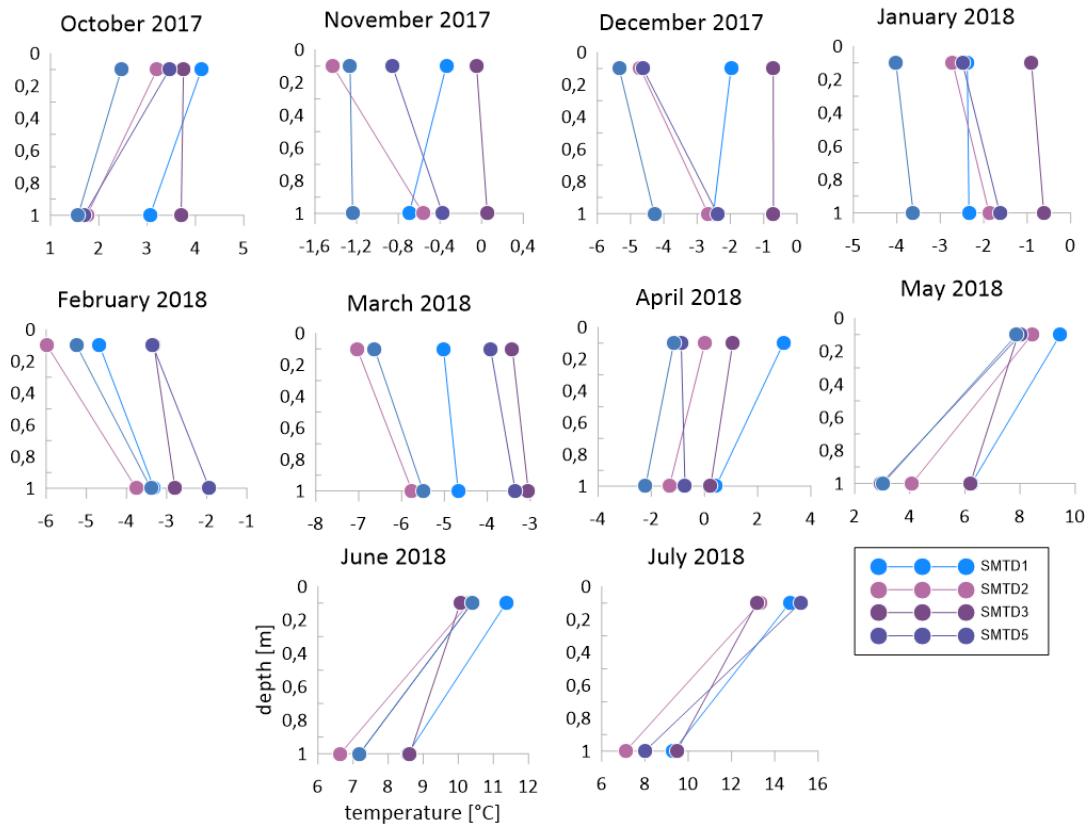 October 2017
0
0,2
0,4
0,6
0,8
1
1 2 3 4 5
November 2017
0
0,2
0,4
0,6
0,8
1
-1,6 -1,2 -0,8 -0,4 0 0,4
December 2017
0
0,2
0,4
0,6
0,8
1
-6 -5 -4 -3 -2 -1 0
January 2018
0
0,2
0,4
0,6
0,8
1
-5 -4 -3 -2 -1 0
February 2018
0
0,2
0,4
0,6
0,8
1
-6 -5 -4 -3 -2 -1
March 2018
0
0,2
0,4
0,6
0,8
1
-8 -7 -6 -5 -4 -3
April 2018
0
0,2
0,4
0,6
0,8
1
-4 -2 0 2 4
May 2018
0
0,2
0,4
0,6
0,8
1
2 4 6 8 10
June 2018
0
0,2
0,4
0,6
0,8
1
depth [m]
6 7 8 9 10 11 12
temperature [°C]
July 2018
0
0,2
0,4
0,6
0,8
1
6 8 10 12 14 16
SMTD1
SMTD2
SMTD3
SMTD5